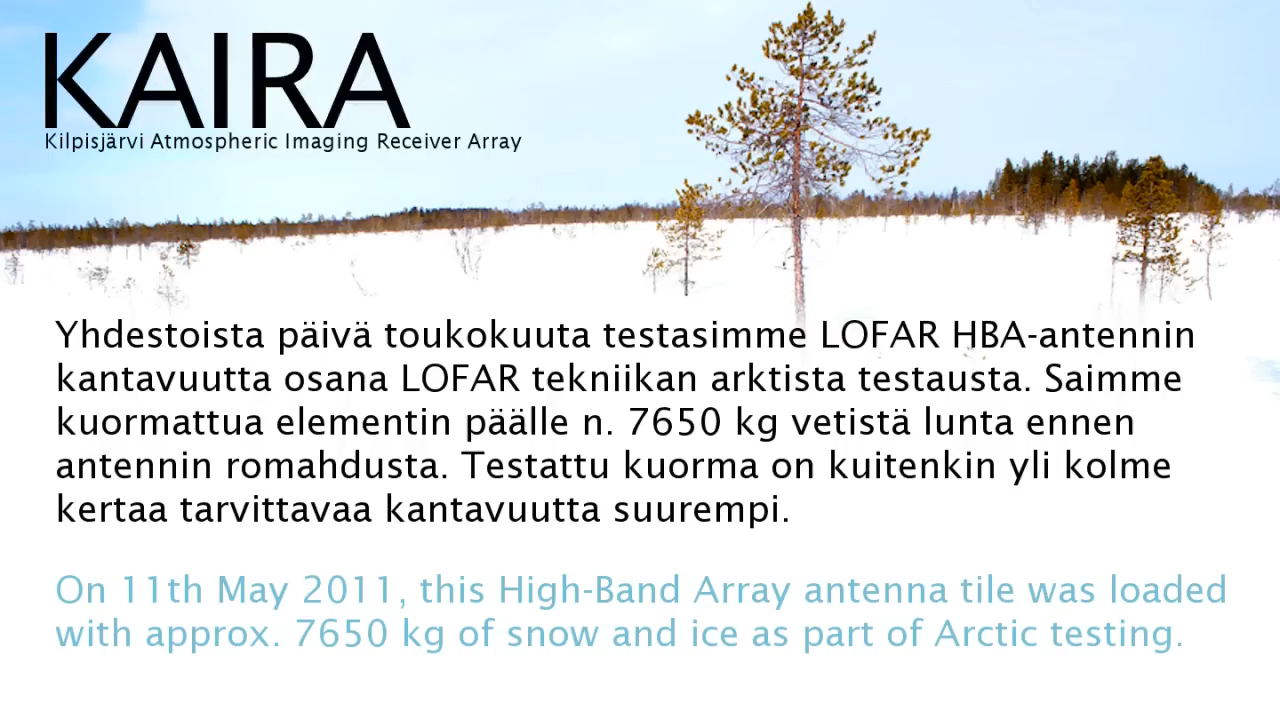 KAIRA
Kilpisjärvi Atmospheric Imaging Receiver Array
Yhdestoista päivä toukokuuta testasimme LOFAR HBA-antennin
kantavuutta osana LOFAR tekniikan arktista testausta. Saimme
kuormattua elementin päälle n. 7650 kg vetistä lunta ennen
antennin romahdusta. Testattu kuorma on kuitenkin yli kolme
kertaa tarvittavaa kantavuutta suurempi.
On 11th May 2011, this High-Band Array antenna tile was loaded
with approx. 7650 kg of snow and ice as part of Arctic testing.